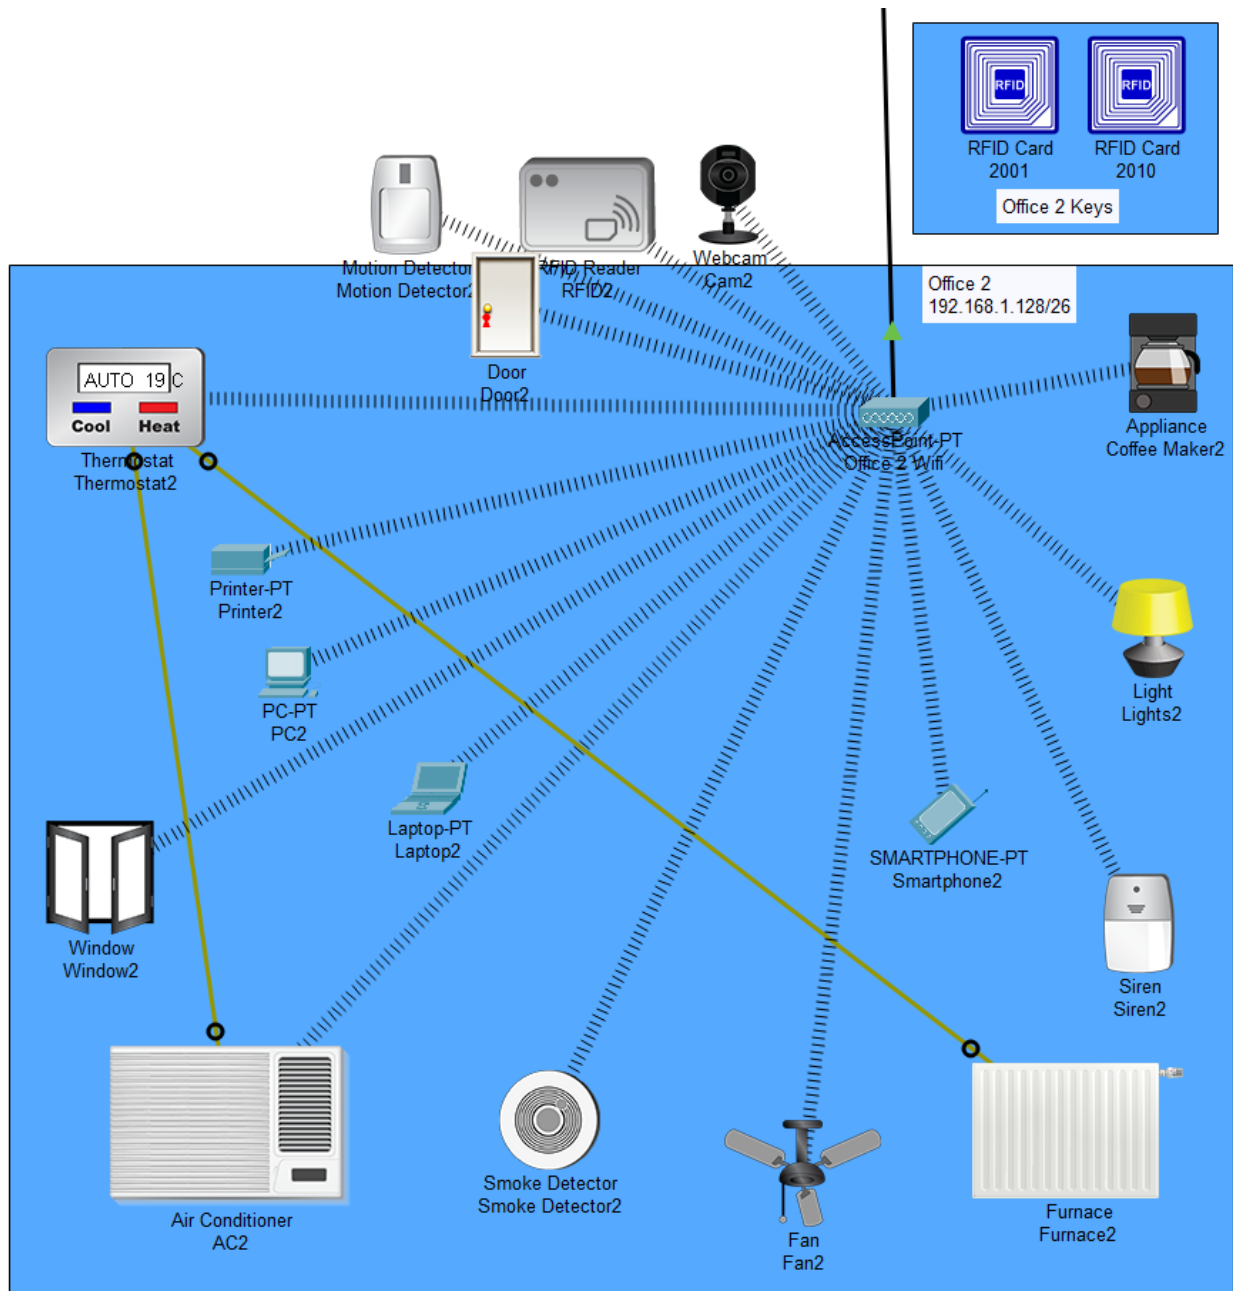 RFID
RFID
RFID Card
2001
RFID Card
2010
Office 2 Keys
Motion Detector
Motion Detector2
RFID Reader
RFID2
Webcam
Cam2
Office 2
192.168.1.128/26
Door
Door2
AUTO 19 C
Cool Heat
Thermostat
Thermostat2
AccessPoint-PT
Office 2 Wifi
Appliance
Coffee Maker2
Printer-PT
Printer2
PC-PT
PC2
Light
Lights2
Laptop-PT
Laptop2
SMARTPHONE-PT
Smartphone2
Window
Window2
Siren
Siren2
Air Conditioner
AC2
Smoke Detector
Smoke Detector2
Fan
Fan2
Furnace
Furnace2